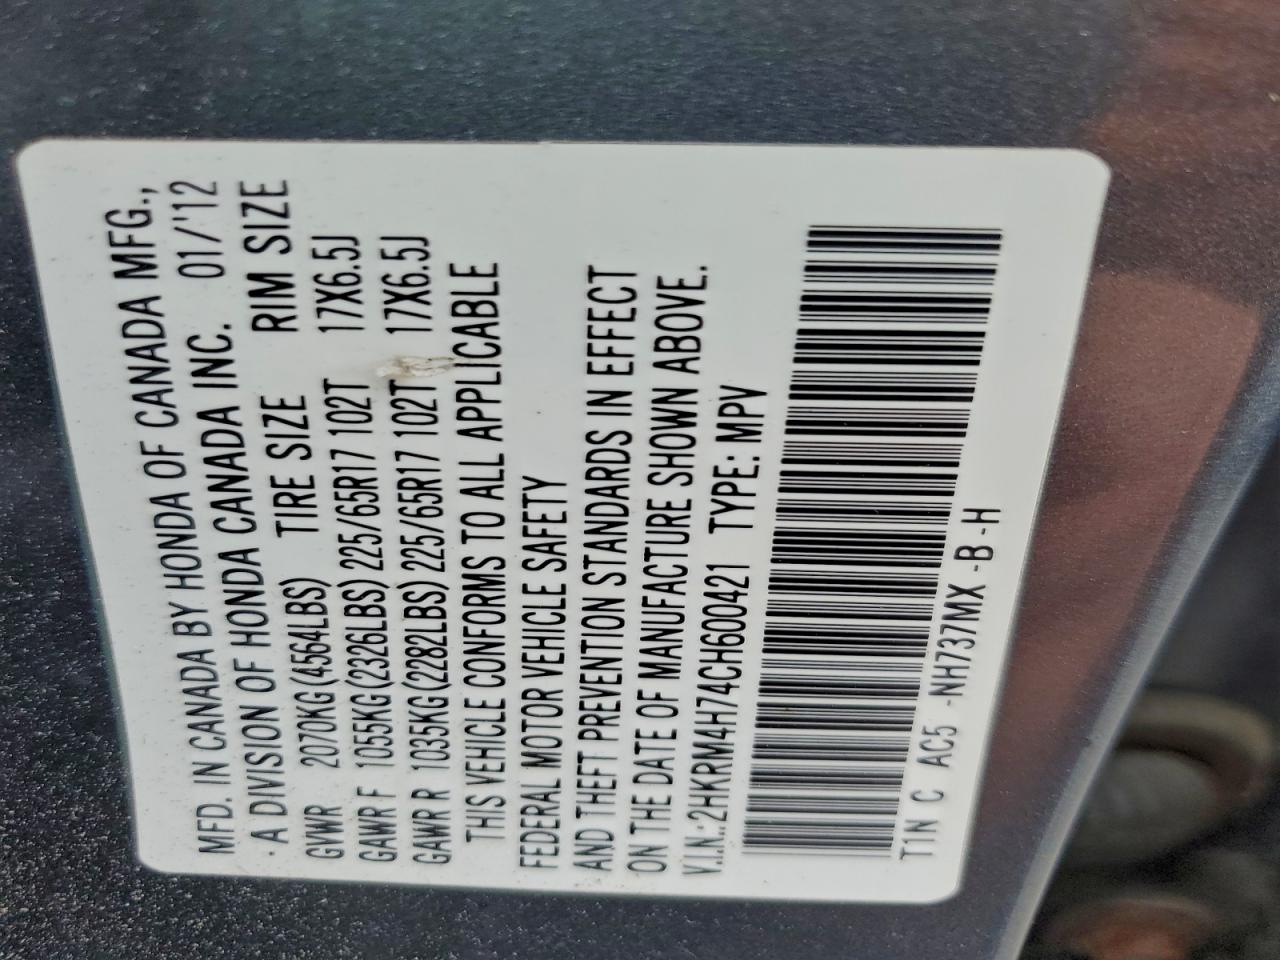 MFD. IN CANADA BY HONDA OF CANADA MFG.,
A DIVISION OF HONDA CANADA INC. 01/'12
GVWR 2070KG (4564LBS) TIRE SIZE RIM SIZE
GAWR F 1055KG (2326LBS) 225/65R17 102T 17X6.5J
GAWR R 1035KG (2282LBS) 225/65R17 102T 17X6.5J
THIS VEHICLE CONFORMS TO ALL APPLICABLE
FEDERAL MOTOR VEHICLE SAFETY
AND THEFT PREVENTION STANDARDS IN EFFECT
ON THE DATE OF MANUFACTURE SHOWN ABOVE.
V.I.N.:2HKRM4H74CH600421 TYPE: MPV
T1N C AC5 -NH737MX -B -H